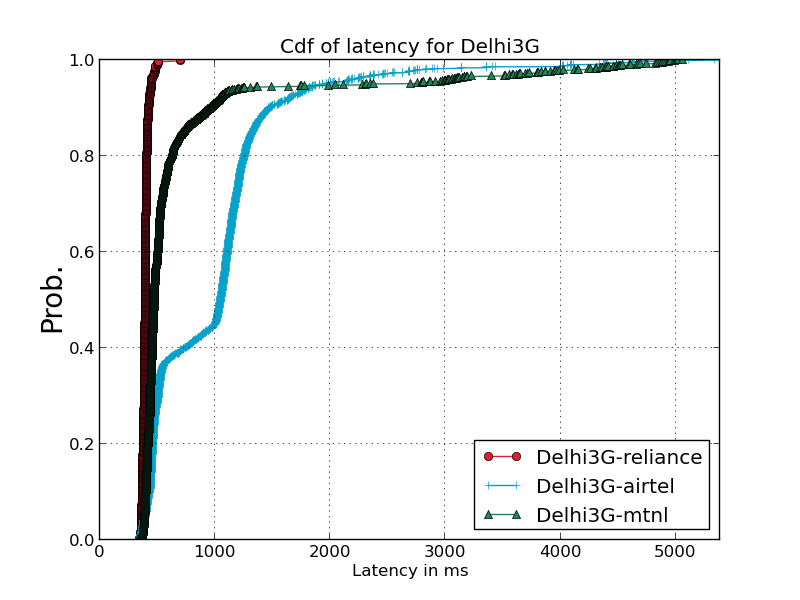 Cdf of latency for Delhi3G
1.0
0.8
0.6
0.4
0.2
0.0
Prob.
0 1000 2000 3000 4000 5000
Latency in ms
Delhi3G-reliance
Delhi3G-airtel
Delhi3G-mtnl